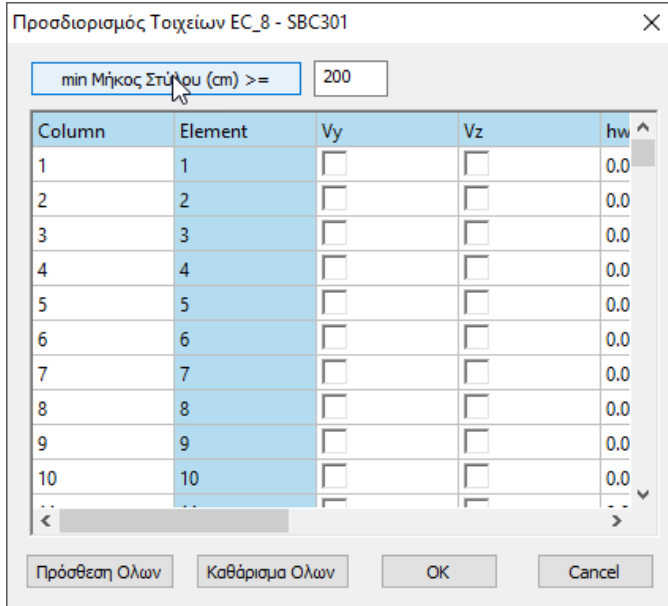 Προσδιορισμός Τοιχείων EC_8 - SBC301
min Μήκος Στύλου (cm) >= 200
Column Element Vy Vz hw
1 1 0.0
2 2 0.0
3 3 0.0
4 4 0.0
5 5 0.0
6 6 0.0
7 7 0.0
8 8 0.0
9 9 0.0
10 10 0.0
Πρόσθεση Ολων Καθάρισμα Ολων OK Cancel